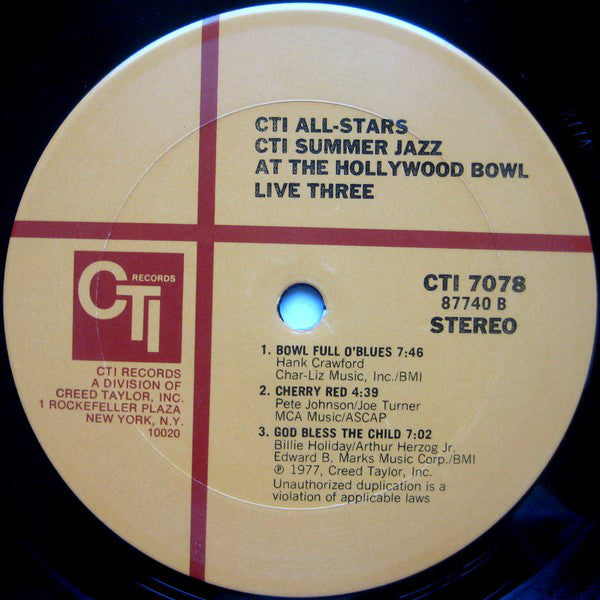 CTI ALL-STARS
CTI SUMMER JAZZ
AT THE HOLLYWOOD BOWL
LIVE THREE
CTI RECORDS
CTI RECORDS
A DIVISION OF
CREED TAYLOR, INC.
1 ROCKEFELLER PLAZA
NEW YORK, N.Y.
10020
CTI 7078
87740 B
STEREO
1. BOWL FULL O'BLUES 7:46
Hank Crawford
Char-Liz Music, Inc./BMI
2. CHERRY RED 4:39
Pete Johnson/Joe Turner
MCA Music/ASCAP
3. GOD BLESS THE CHILD 7:02
Billie Holiday/Arthur Herzog Jr.
Edward B. Marks Music Corp./BMI
℗ 1977, Creed Taylor, Inc.
Unauthorized duplication is a
violation of applicable laws